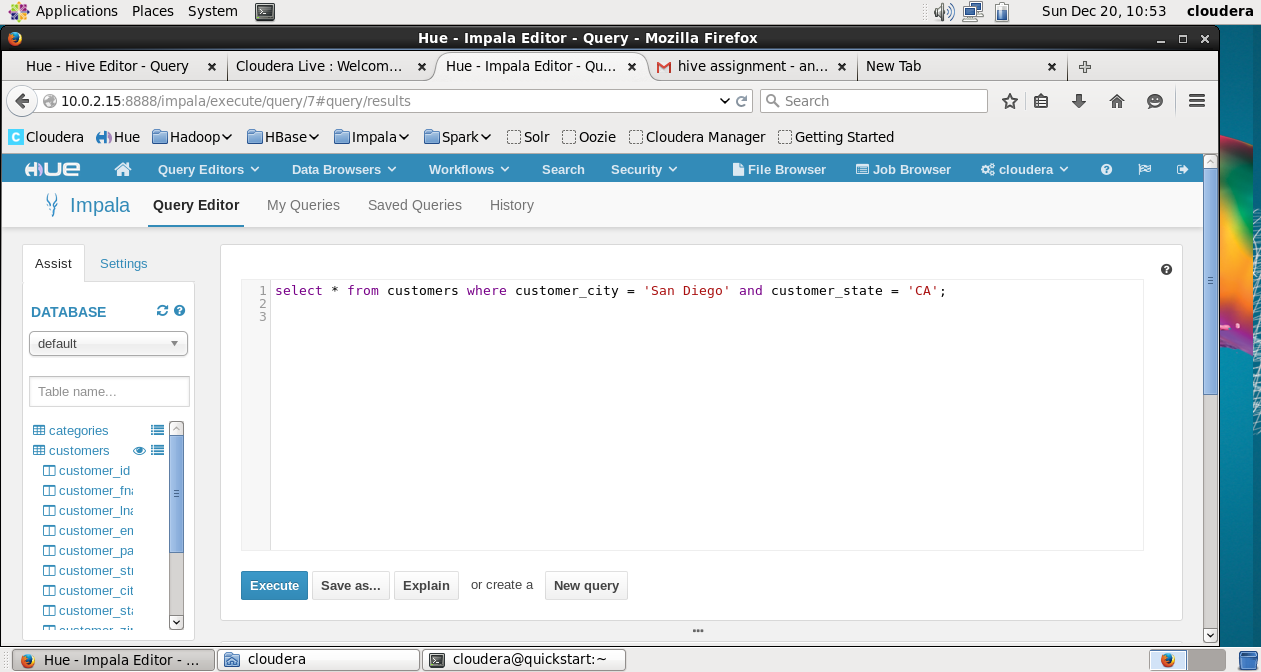 Applications Places System Sun Dec 20, 10:53 cloudera
Hue - Impala Editor - Query - Mozilla Firefox
Hue - Hive Editor - Query Cloudera Live : Welcom... Hue - Impala Editor - Qu... hive assignment - an... New Tab
10.0.2.15:8888/impala/execute/query/7#query/results Search
Cloudera Hue Hadoop HBase Impala Spark Solr Oozie Cloudera Manager Getting Started
HUE Query Editors Data Browsers Workflows Search Security File Browser Job Browser cloudera
Impala Query Editor My Queries Saved Queries History
Assist Settings
DATABASE
default
Table name...
categories
customers
customer_id
customer_fna
customer_lna
customer_em
customer_pa
customer_str
customer_cit
customer_sta
customer_zip
1 select * from customers where customer_city = 'San Diego' and customer_state = 'CA';
2
3
Execute Save as... Explain or create a New query
Hue - Impala Editor - ... cloudera cloudera@quickstart:~